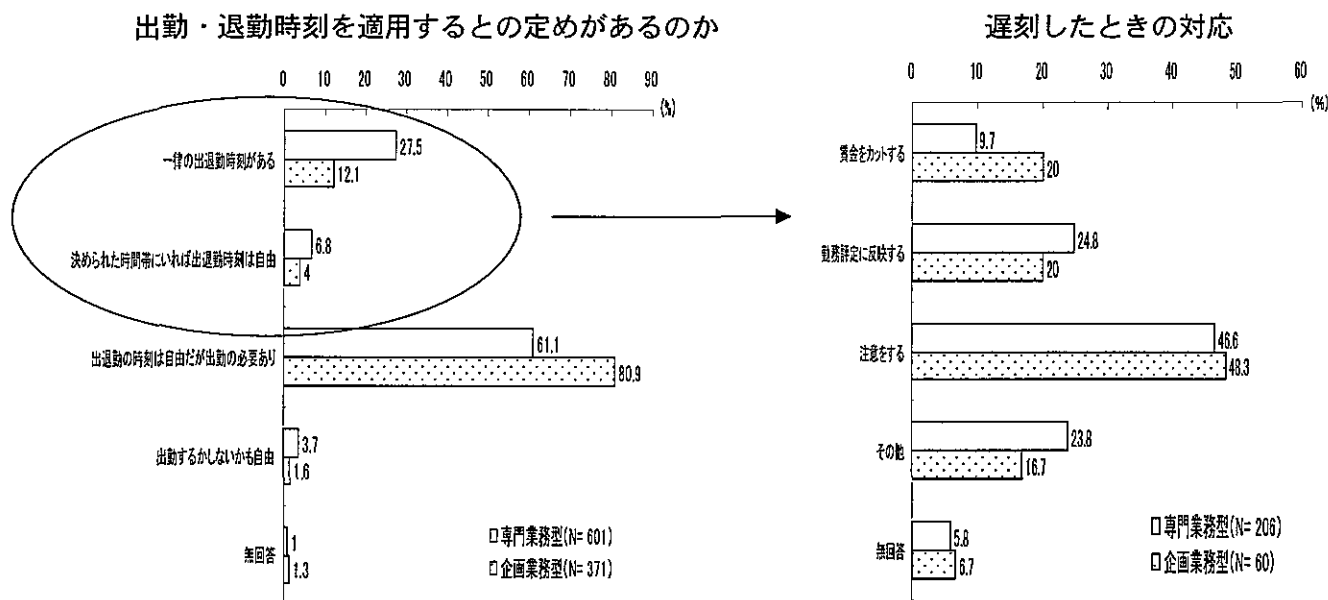 出勤・退勤時刻を適用するとの定めがあるのか
0 10 20 30 40 50 60 70 80 90
(%)
一律の出退勤時刻がある
27.5
12.1
決められた時間帯にいれば出退勤時刻は自由
6.8
4
出退勤の時刻は自由だが出勤の必要あり
61.1
80.9
出勤するかしないかも自由
3.7
1.6
無回答
1
1.3
専門業務型(N=601)
企画業務型(N=371)
遅刻したときの対応
0 10 20 30 40 50 60
(%)
賃金をカットする
9.7
20
勤務評定に反映する
24.8
20
注意をする
46.6
48.3
その他
23.8
16.7
無回答
5.8
6.7
専門業務型(N=206)
企画業務型(N=60)